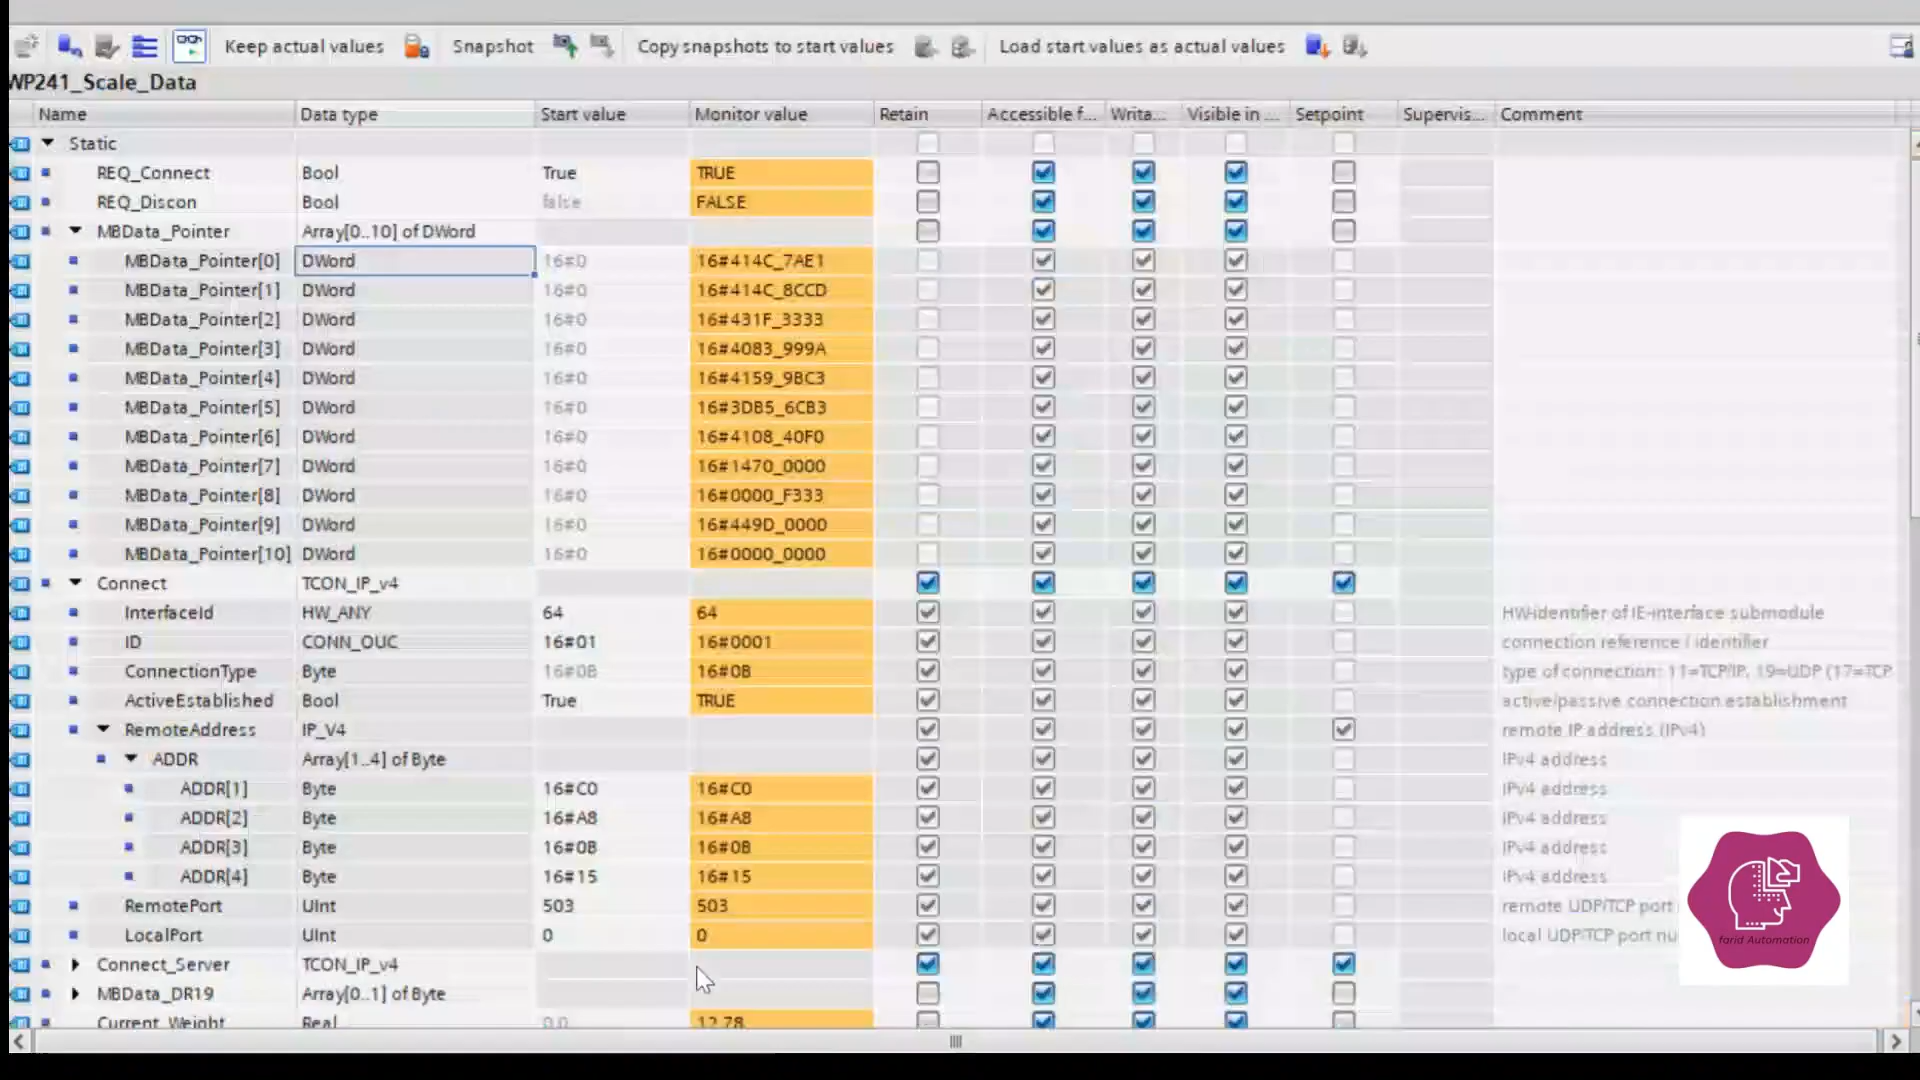 Keep actual values Snapshot Copy snapshots to start values Load start values as actual values
WP241_Scale_Data
Name Data type Start value Monitor value Retain Accessible f... Writa... Visible in ... Setpoint Supervis... Comment
Static
REQ_Connect Bool True TRUE
REQ_Discon Bool false FALSE
MBData_Pointer Array[0..10] of DWord
MBData_Pointer[0] DWord 16#0 16#414C_7AE1
MBData_Pointer[1] DWord 16#0 16#414C_8CCD
MBData_Pointer[2] DWord 16#0 16#431F_3333
MBData_Pointer[3] DWord 16#0 16#4083_999A
MBData_Pointer[4] DWord 16#0 16#4159_9BC3
MBData_Pointer[5] DWord 16#0 16#3DB5_6CB3
MBData_Pointer[6] DWord 16#0 16#4108_40F0
MBData_Pointer[7] DWord 16#0 16#1470_0000
MBData_Pointer[8] DWord 16#0 16#0000_F333
MBData_Pointer[9] DWord 16#0 16#449D_0000
MBData_Pointer[10] DWord 16#0 16#0000_0000
Connect TCON_IP_v4
InterfaceId HW_ANY 64 64 HW-identifier of IE-interface submodule
ID CONN_OUC 16#01 16#0001 connection reference / identifier
ConnectionType Byte 16#0B 16#0B type of connection: 11=TCP/IP, 19=UDP (17=TCP
ActiveEstablished Bool True TRUE active/passive connection establishment
RemoteAddress IP_V4 remote IP address (IPv4)
ADDR Array[1..4] of Byte IPv4 address
ADDR[1] Byte 16#C0 16#C0 IPv4 address
ADDR[2] Byte 16#A8 16#A8 IPv4 address
ADDR[3] Byte 16#0B 16#0B IPv4 address
ADDR[4] Byte 16#15 16#15 IPv4 address
RemotePort UInt 503 503 remote UDP/TCP port
LocalPort UInt 0 0 local UDP/TCP port nu
Connect_Server TCON_IP_v4
MBData_DR19 Array[0..1] of Byte
Current_Weight Real 0.0 12.78
farid Automation